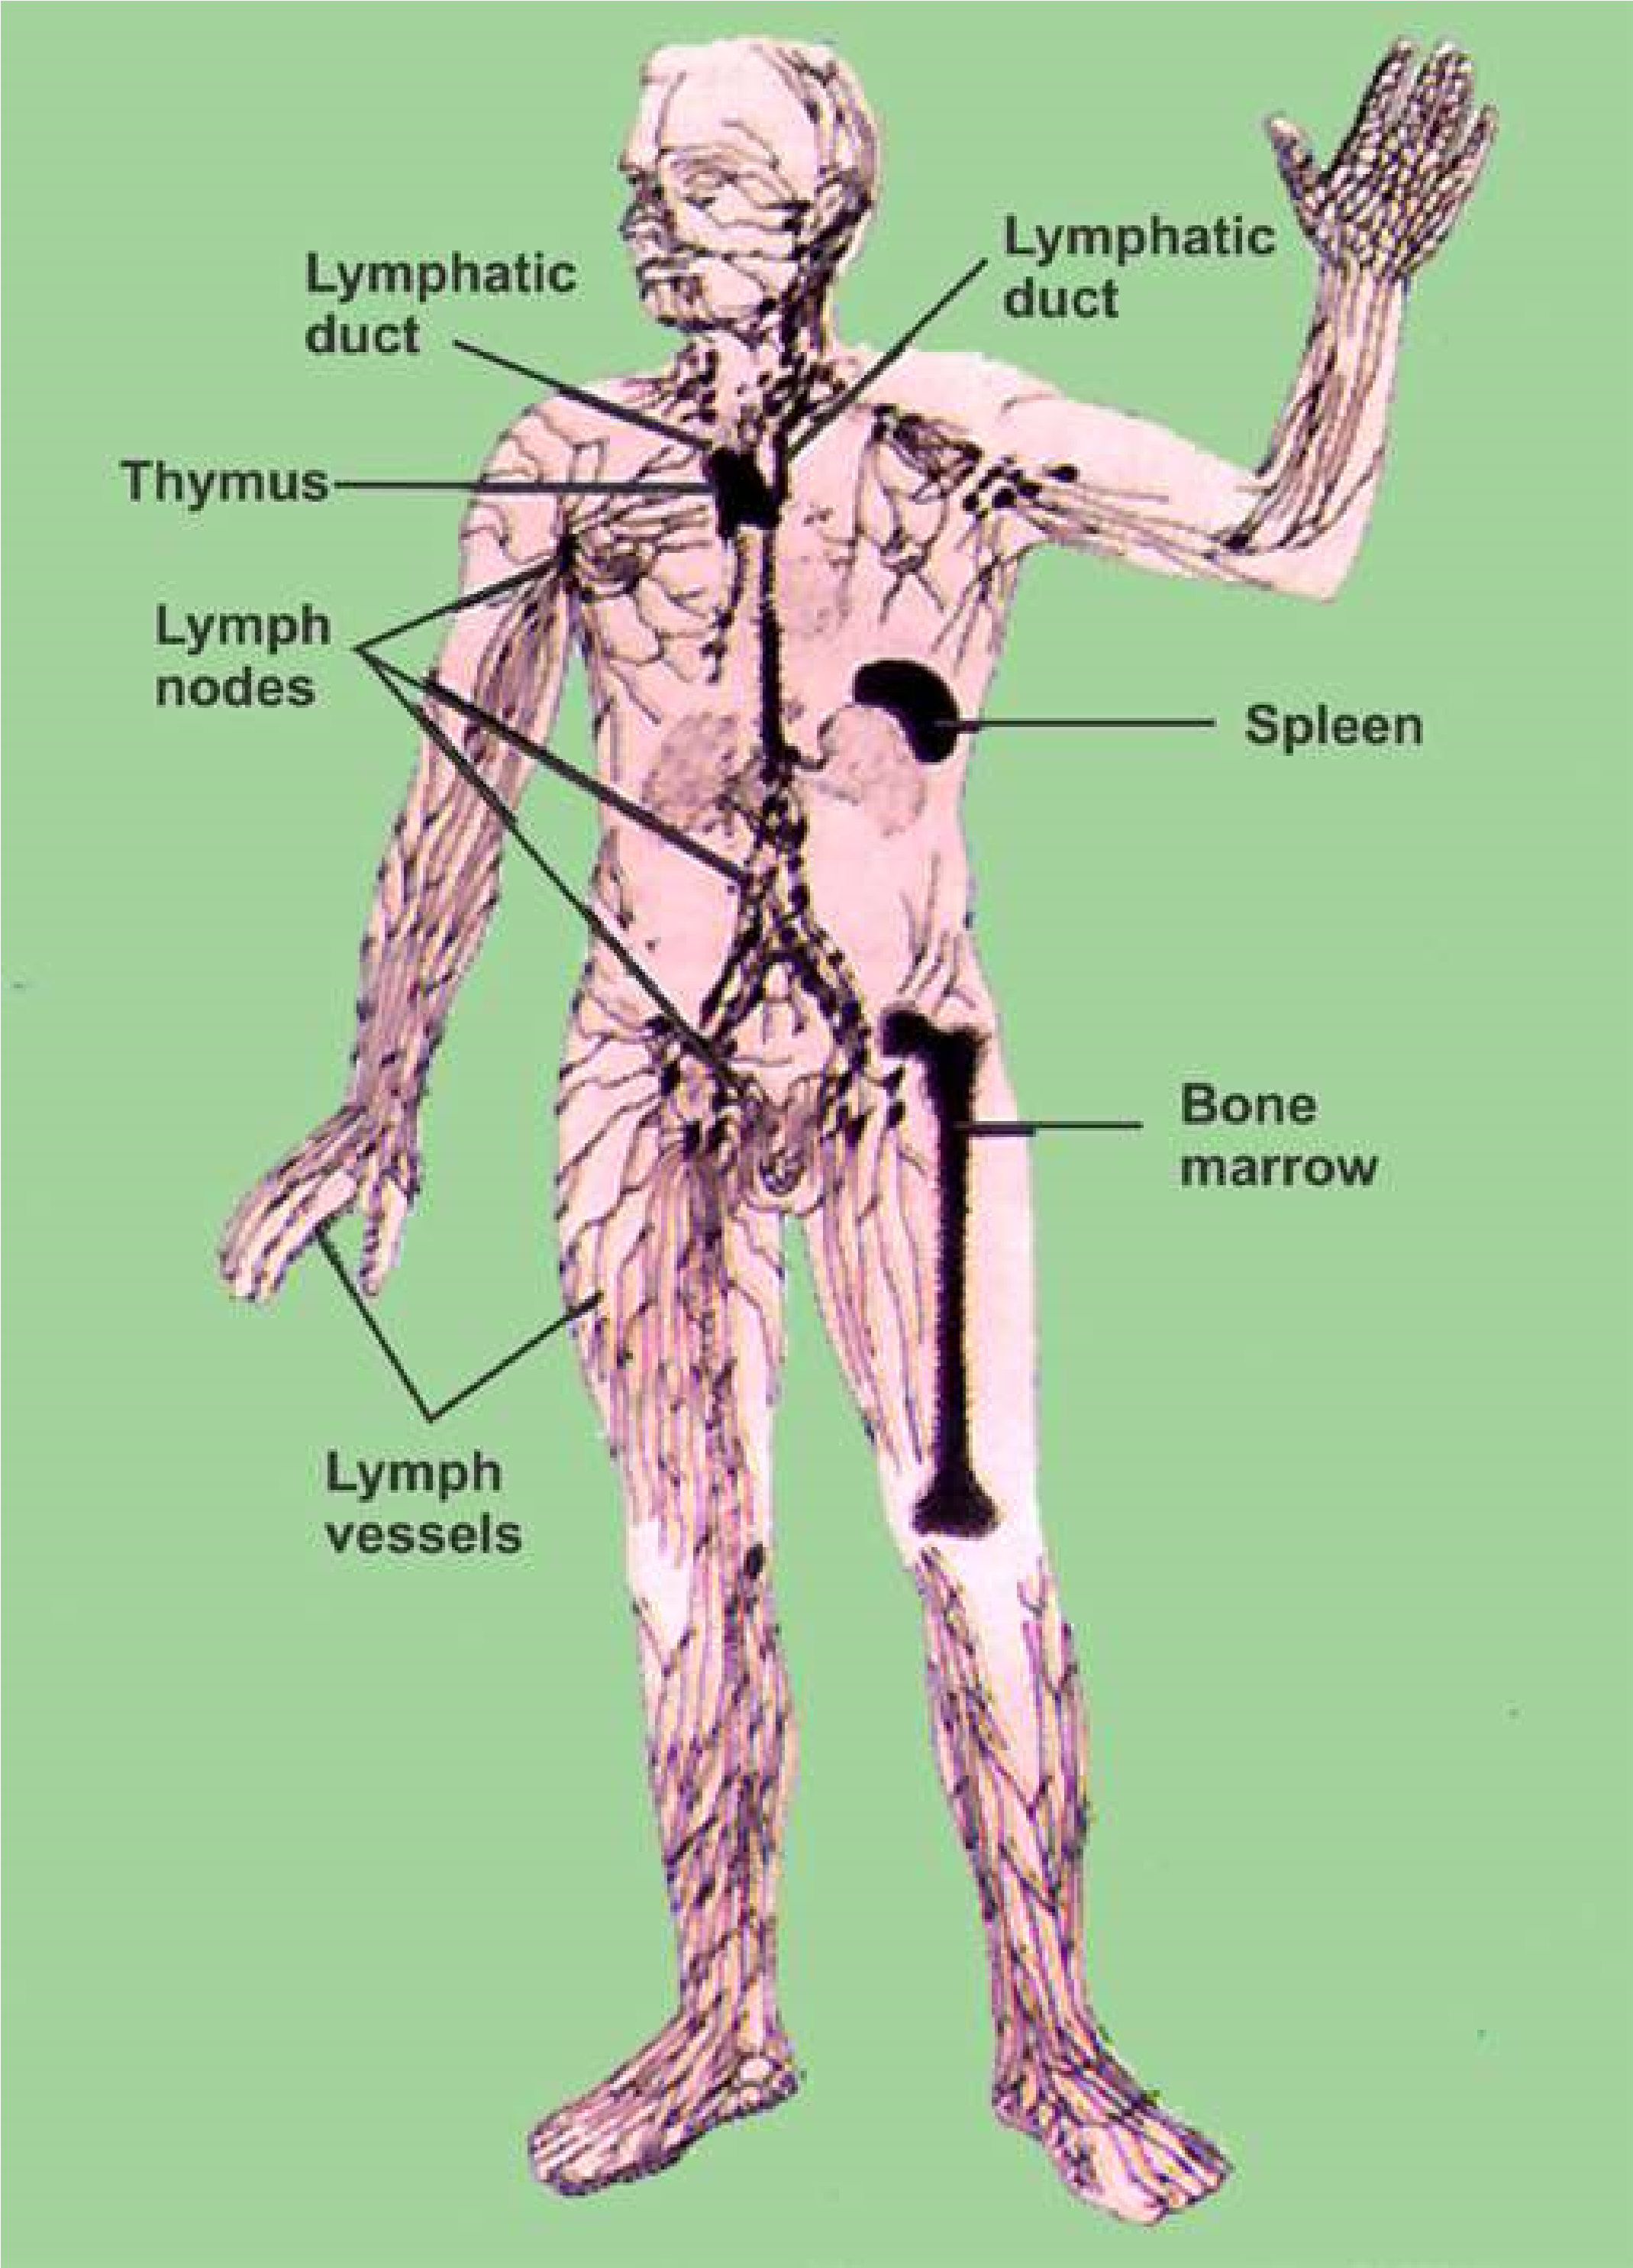 Lymphatic
duct
Lymphatic
duct
Thymus
Lymph
nodes
Spleen
Bone
marrow
Lymph
vessels